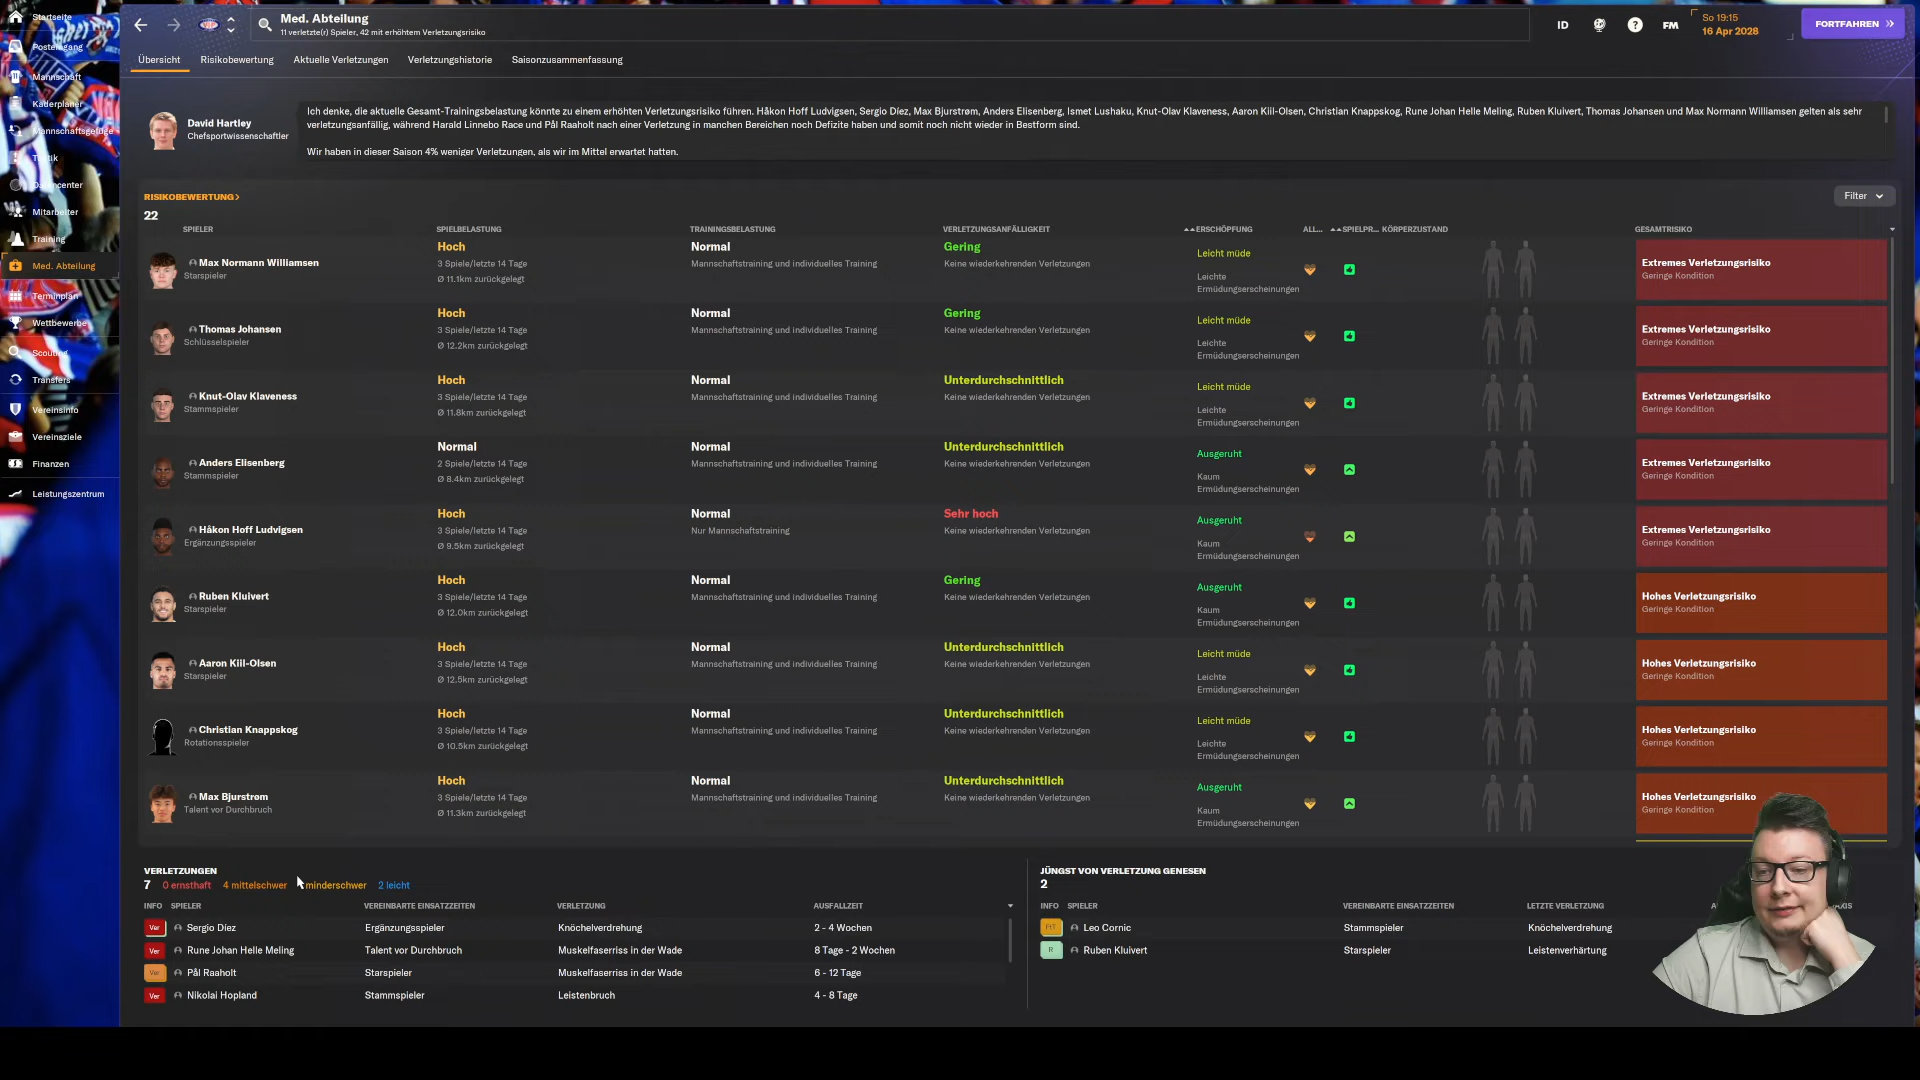 Startseite
Posteingang
Mannschaft
Kaderplaner
Mannschaftsgefüge
Taktik
Datencenter
Mitarbeiter
Training
Med. Abteilung
Terminplan
Wettbewerbe
Scouting
Transfers
Vereinsinfo
Vereinsziele
Finanzen
Leistungszentrum
Med. Abteilung
11 verletzte(r) Spieler, 42 mit erhöhtem Verletzungsrisiko
ID
FM
So 19:15
16 Apr 2028
FORTFAHREN
Übersicht Risikobewertung Aktuelle Verletzungen Verletzungshistorie Saisonzusammenfassung
David Hartley
Chefsportwissenschaftler
Ich denke, die aktuelle Gesamt-Trainingsbelastung könnte zu einem erhöhten Verletzungsrisiko führen. Håkon Hoff Ludvigsen, Sergio Díez, Max Bjurstrøm, Anders Elisenberg, Ismet Lushaku, Knut-Olav Klaveness, Aaron Kiil-Olsen, Christian Knappskog, Rune Johan Helle Meling, Ruben Kluivert, Thomas Johansen und Max Normann Williamsen gelten als sehr
verletzungsanfällig, während Harald Linnebo Race und Pål Raaholt nach einer Verletzung in manchen Bereichen noch Defizite haben und somit noch nicht wieder in Bestform sind.
Wir haben in dieser Saison 4% weniger Verletzungen, als wir im Mittel erwartet hatten.
RISIKOBEWERTUNG>
22
Filter
SPIELER SPIELBELASTUNG TRAININGSBELASTUNG VERLETZUNGSANFÄLLIGKEIT ERSCHÖPFUNG ALL... SPIELPR... KÖRPERZUSTAND GESAMTRISIKO
Max Normann Williamsen
Starspieler
Hoch
3 Spiele/letzte 14 Tage
Ø 11.1km zurückgelegt
Normal
Mannschaftstraining und individuelles Training
Gering
Keine wiederkehrenden Verletzungen
Leicht müde
Leichte
Ermüdungserscheinungen
Extremes Verletzungsrisiko
Geringe Kondition
Thomas Johansen
Schlüsselspieler
Hoch
3 Spiele/letzte 14 Tage
Ø 12.2km zurückgelegt
Normal
Mannschaftstraining und individuelles Training
Gering
Keine wiederkehrenden Verletzungen
Leicht müde
Leichte
Ermüdungserscheinungen
Extremes Verletzungsrisiko
Geringe Kondition
Knut-Olav Klaveness
Stammspieler
Hoch
3 Spiele/letzte 14 Tage
Ø 11.8km zurückgelegt
Normal
Mannschaftstraining und individuelles Training
Unterdurchschnittlich
Keine wiederkehrenden Verletzungen
Leicht müde
Leichte
Ermüdungserscheinungen
Extremes Verletzungsrisiko
Geringe Kondition
Anders Elisenberg
Stammspieler
Normal
2 Spiele/letzte 14 Tage
Ø 8.4km zurückgelegt
Normal
Mannschaftstraining und individuelles Training
Unterdurchschnittlich
Keine wiederkehrenden Verletzungen
Ausgeruht
Kaum
Ermüdungserscheinungen
Extremes Verletzungsrisiko
Geringe Kondition
Håkon Hoff Ludvigsen
Ergänzungsspieler
Hoch
3 Spiele/letzte 14 Tage
Ø 9.5km zurückgelegt
Normal
Nur Mannschaftstraining
Sehr hoch
Keine wiederkehrenden Verletzungen
Ausgeruht
Kaum
Ermüdungserscheinungen
Extremes Verletzungsrisiko
Geringe Kondition
Ruben Kluivert
Starspieler
Hoch
3 Spiele/letzte 14 Tage
Ø 12.0km zurückgelegt
Normal
Mannschaftstraining und individuelles Training
Gering
Keine wiederkehrenden Verletzungen
Ausgeruht
Kaum
Ermüdungserscheinungen
Hohes Verletzungsrisiko
Geringe Kondition
Aaron Kiil-Olsen
Starspieler
Hoch
3 Spiele/letzte 14 Tage
Ø 12.5km zurückgelegt
Normal
Mannschaftstraining und individuelles Training
Unterdurchschnittlich
Keine wiederkehrenden Verletzungen
Leicht müde
Leichte
Ermüdungserscheinungen
Hohes Verletzungsrisiko
Geringe Kondition
Christian Knappskog
Rotationsspieler
Hoch
3 Spiele/letzte 14 Tage
Ø 10.5km zurückgelegt
Normal
Mannschaftstraining und individuelles Training
Unterdurchschnittlich
Keine wiederkehrenden Verletzungen
Leicht müde
Leichte
Ermüdungserscheinungen
Hohes Verletzungsrisiko
Geringe Kondition
Max Bjurstrøm
Talent vor Durchbruch
Hoch
3 Spiele/letzte 14 Tage
Ø 11.3km zurückgelegt
Normal
Mannschaftstraining und individuelles Training
Unterdurchschnittlich
Keine wiederkehrenden Verletzungen
Ausgeruht
Kaum
Ermüdungserscheinungen
Hohes Verletzungsrisiko
Geringe Kondition
VERLETZUNGEN
7 0 ernsthaft 4 mittelschwer minderschwer 2 leicht
INFO SPIELER VEREINBARTE EINSATZZEITEN VERLETZUNG AUSFALLZEIT
Ver Sergio Díez Ergänzungsspieler Knöchelverdrehung 2 - 4 Wochen
Ver Rune Johan Helle Meling Talent vor Durchbruch Muskelfaserriss in der Wade 8 Tage - 2 Wochen
Ver Pål Raaholt Starspieler Muskelfaserriss in der Wade 6 - 12 Tage
Ver Nikolai Hopland Stammspieler Leistenbruch 4 - 8 Tage
JÜNGST VON VERLETZUNG GENESEN
2
INFO SPIELER VEREINBARTE EINSATZZEITEN LETZTE VERLETZUNG
Leo Cornic Stammspieler Knöchelverdrehung
R Ruben Kluivert Starspieler Leistenverhärtung